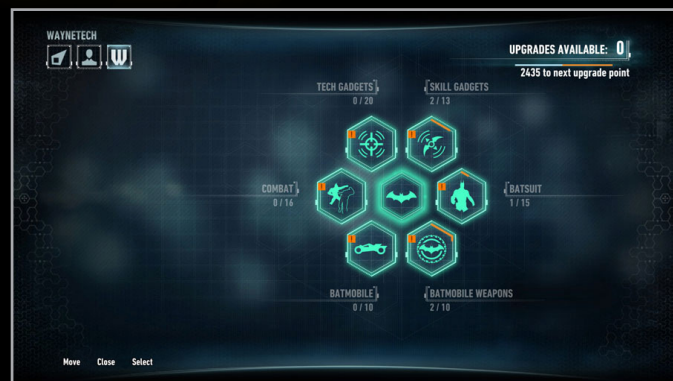 WAYNETECH
W
UPGRADES AVAILABLE: 0
2435 to next upgrade point
TECH GADGETS
0 / 20
SKILL GADGETS
2 / 13
COMBAT
0 / 16
BATSUIT
1 / 15
BATMOBILE
0 / 10
BATMOBILE WEAPONS
2 / 10
Move Close Select